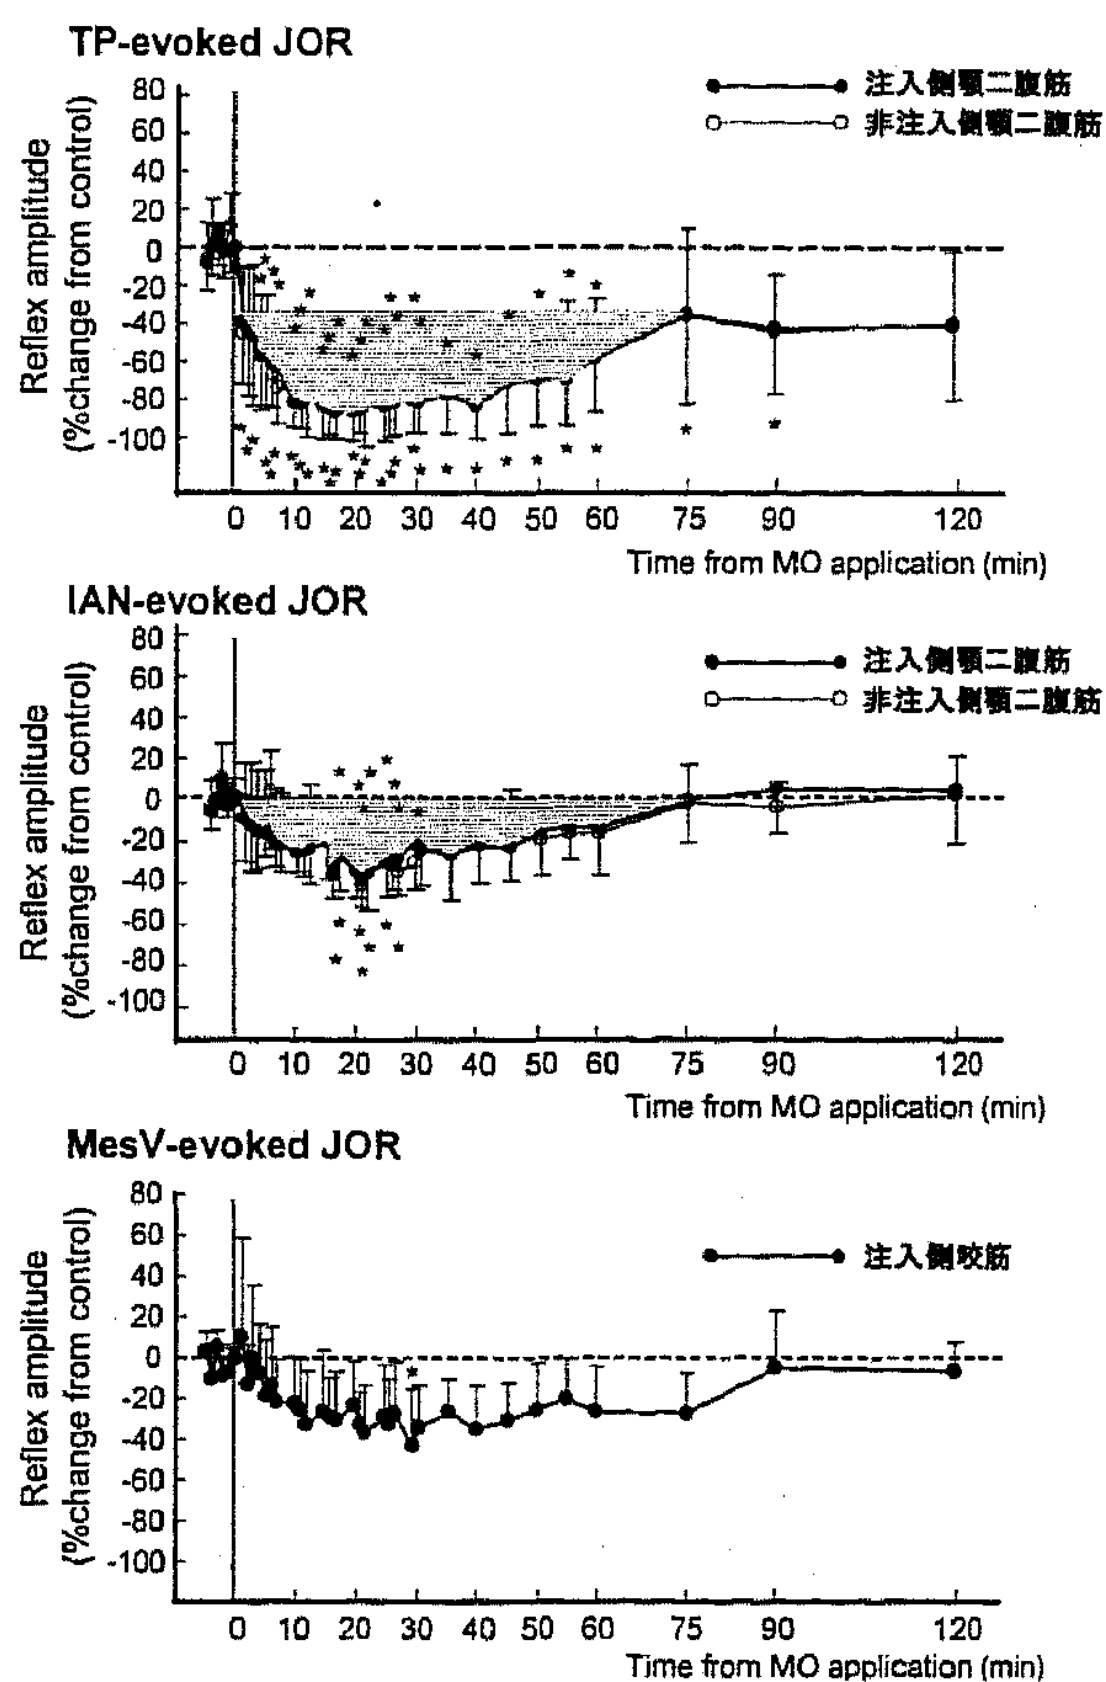 TP-evoked JOR
注入側顎二腹筋
非注入側顎二腹筋
Reflex amplitude
(%change from control)
80
60
40
20
0
-20
-40
-60
-80
-100
0 10 20 30 40 50 60 75 90 120
Time from MO application (min)
IAN-evoked JOR
注入側顎二腹筋
非注入側顎二腹筋
Reflex amplitude
(%change from control)
80
60
40
20
0
-20
-40
-60
-80
-100
0 10 20 30 40 50 60 75 90 120
Time from MO application (min)
MesV-evoked JOR
注入側咬筋
Reflex amplitude
(%change from control)
80
60
40
20
0
-20
-40
-60
-80
-100
0 10 20 30 40 50 60 75 90 120
Time from MO application (min)